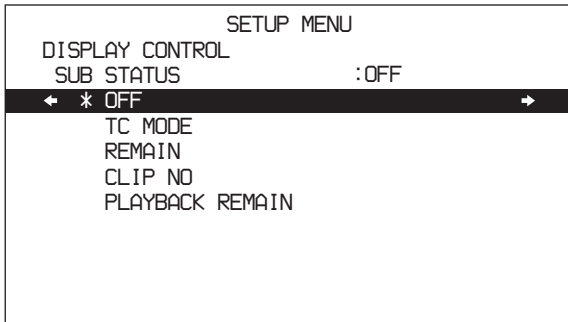 SETUP MENU
DISPLAY CONTROL
SUB STATUS :OFF
← * OFF →
TC MODE
REMAIN
CLIP NO
PLAYBACK REMAIN